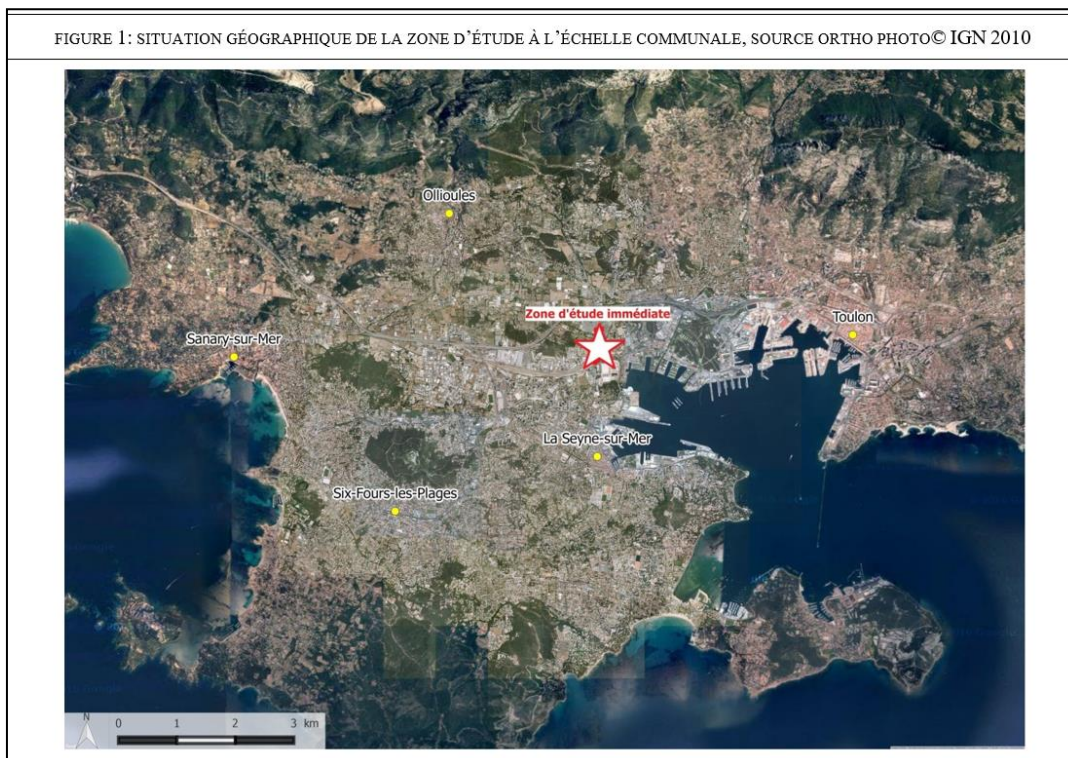 FIGURE 1: SITUATION GÉOGRAPHIQUE DE LA ZONE D'ÉTUDE À L'ÉCHELLE COMMUNALE, SOURCE ORTHO PHOTO© IGN 2010
Ollioules
Zone d'étude immédiate
Toulon
Sanary-sur-Mer
La Seyne-sur-Mer
Six-Fours-les-Plages
N
0 1 2 3 km